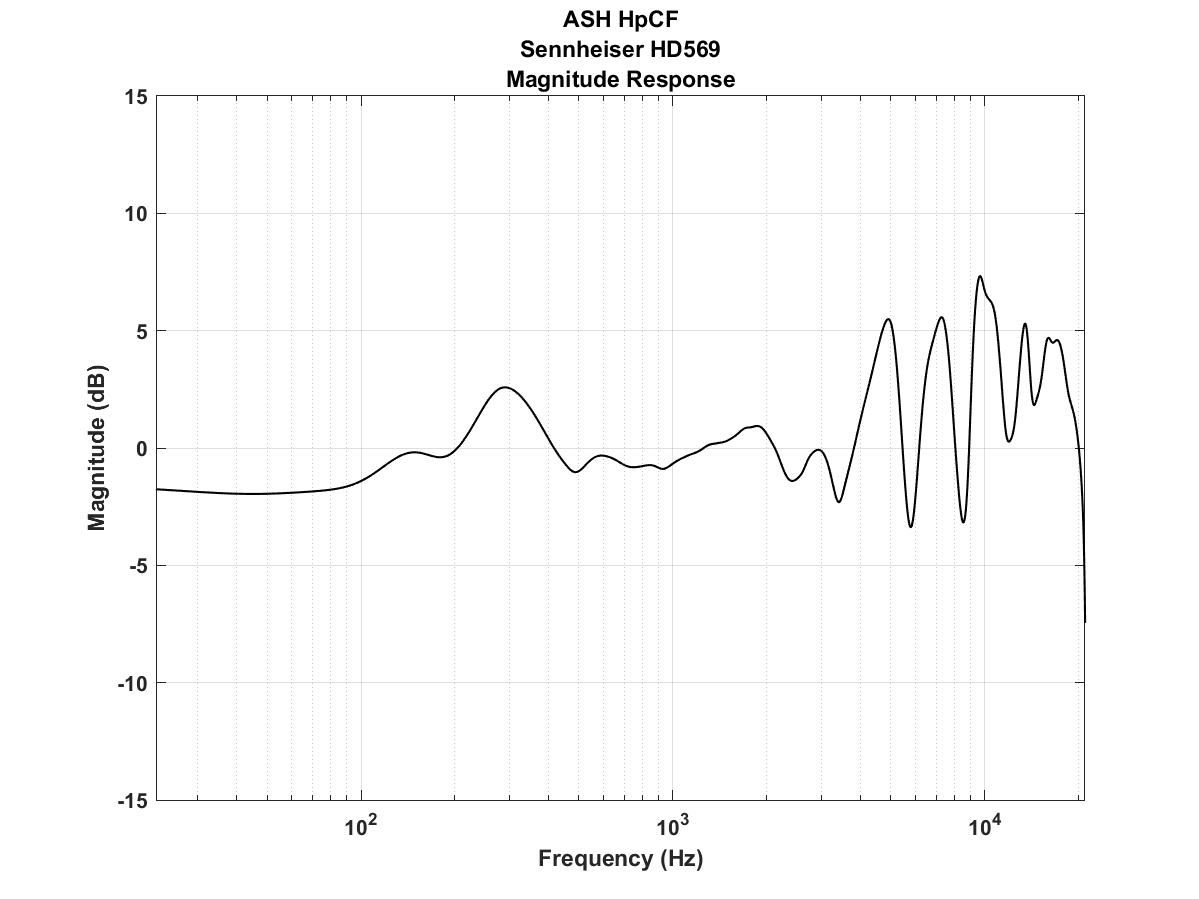 ASH HpCF
Sennheiser HD569
Magnitude Response
15
10
5
0
-5
-10
-15
Magnitude (dB)
10²
10³
10⁴
Frequency (Hz)